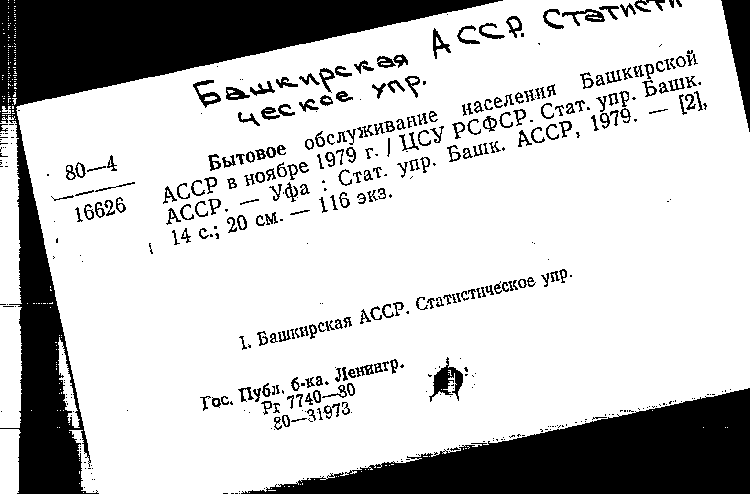 Башкирская АССР. Статисти
ческое упр.
80—4
16626
Бытовое обслуживание населения Башкирской
АССР в ноябре 1979 г. / ЦСУ РСФСР. Стат. упр. Башк.
АССР. — Уфа : Стат. упр. Башк. АССР, 1979. — [2],
14 с.; 20 см. — 116 экз.
1. Башкирская АССР. Статистическое упр.
Гос. Публ. б-ка. Ленингр.
Рг 7740—80
80—31973